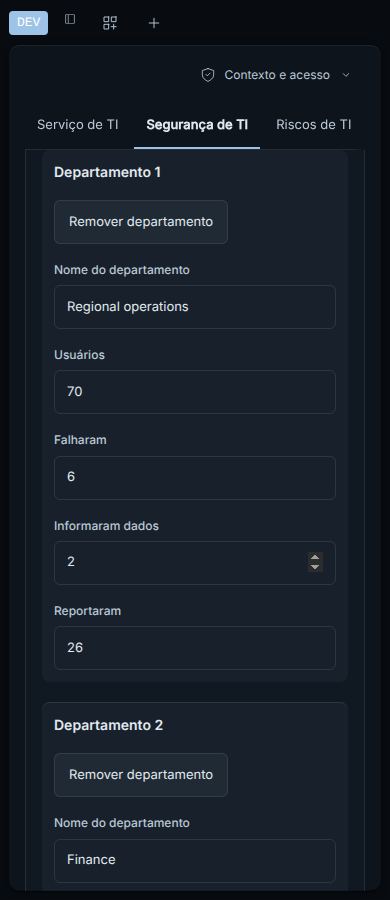 DEV
Contexto e acesso
Serviço de TI
Segurança de TI
Riscos de TI
Departamento 1
Remover departamento
Nome do departamento
Regional operations
Usuários
70
Falharam
6
Informaram dados
2
Reportaram
26
Departamento 2
Remover departamento
Nome do departamento
Finance